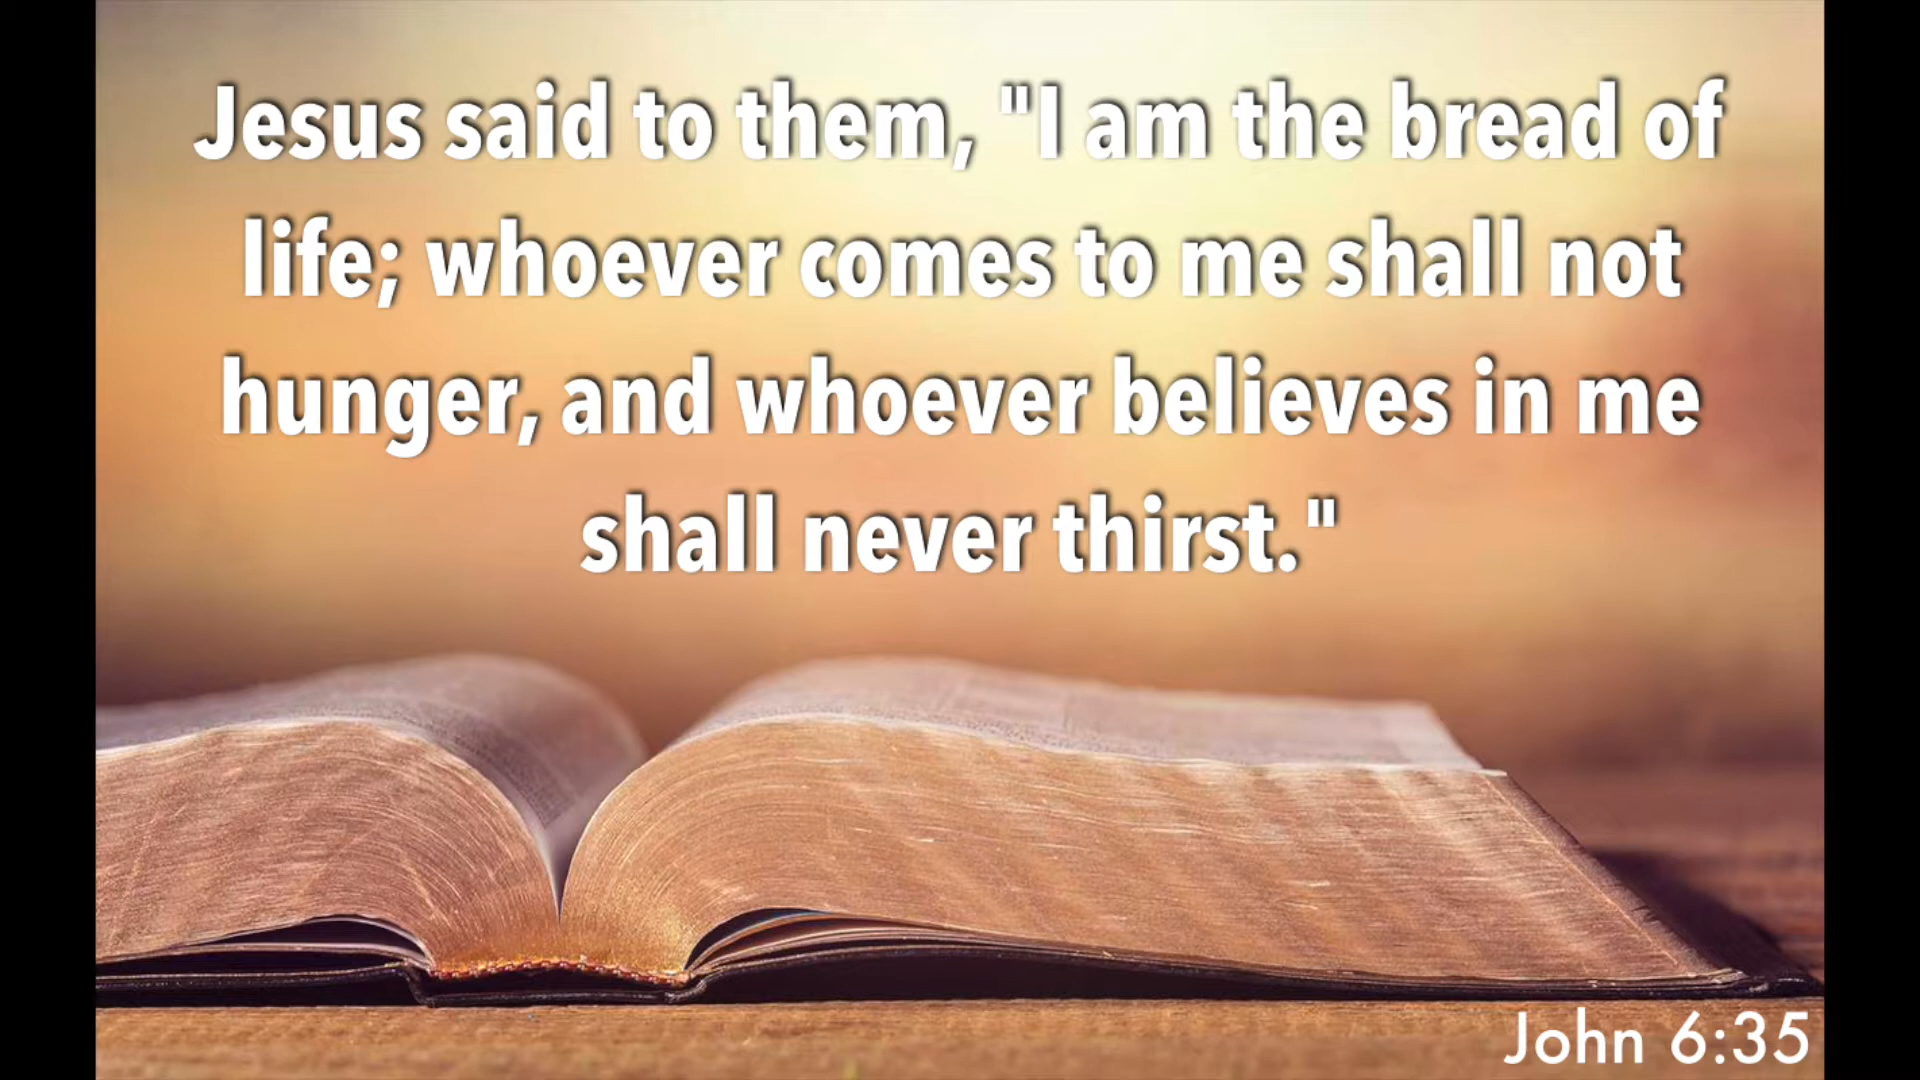 Jesus said to them, "I am the bread of
life; whoever comes to me shall not
hunger, and whoever believes in me
shall never thirst."
John 6:35